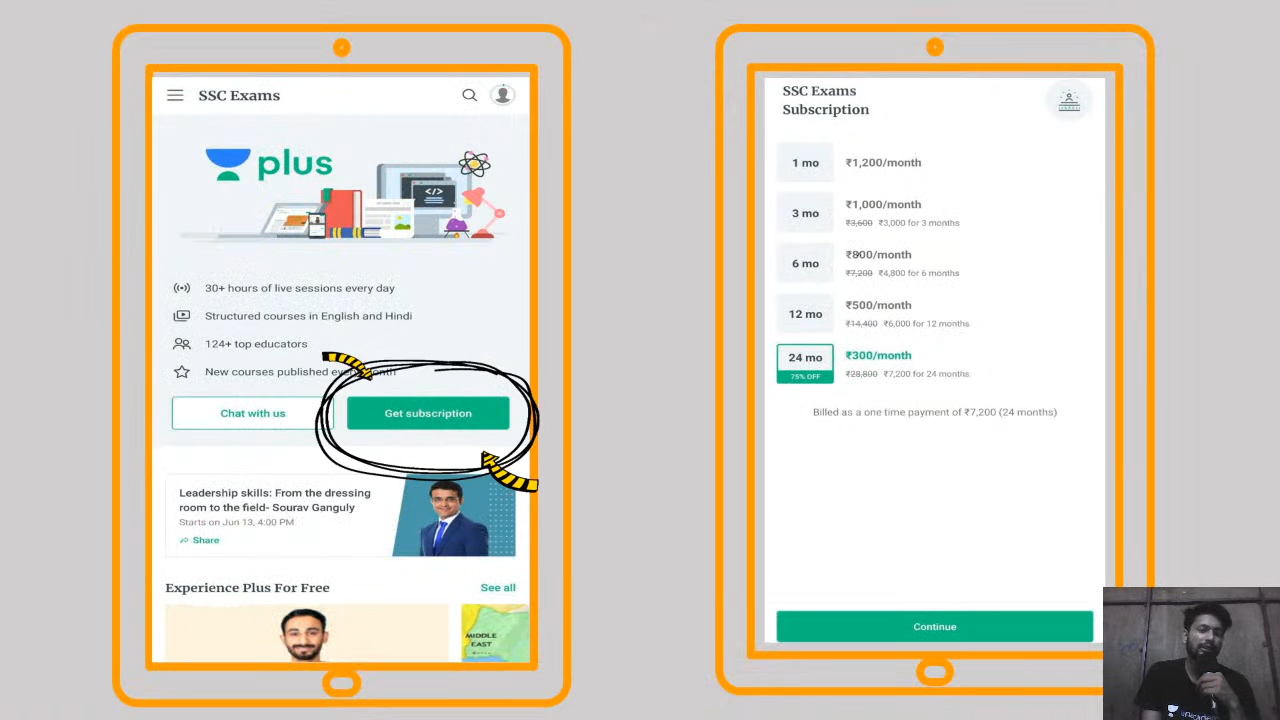 SSC Exams
plus
</>
30+ hours of live sessions every day
Structured courses in English and Hindi
124+ top educators
New courses published every month
Chat with us
Get subscription
Leadership skills: From the dressing
room to the field- Sourav Ganguly
Starts on Jun 13, 4:00 PM
Share
Experience Plus For Free
See all
MIDDLE
EAST
SSC Exams
Subscription
1 mo
₹1,200/month
3 mo
₹1,000/month
₹3,600 ₹3,000 for 3 months
6 mo
₹800/month
₹7,200 ₹4,800 for 6 months
12 mo
₹500/month
₹14,400 ₹6,000 for 12 months
24 mo
75% OFF
₹300/month
₹28,800 ₹7,200 for 24 months
Billed as a one time payment of ₹7,200 (24 months)
Continue